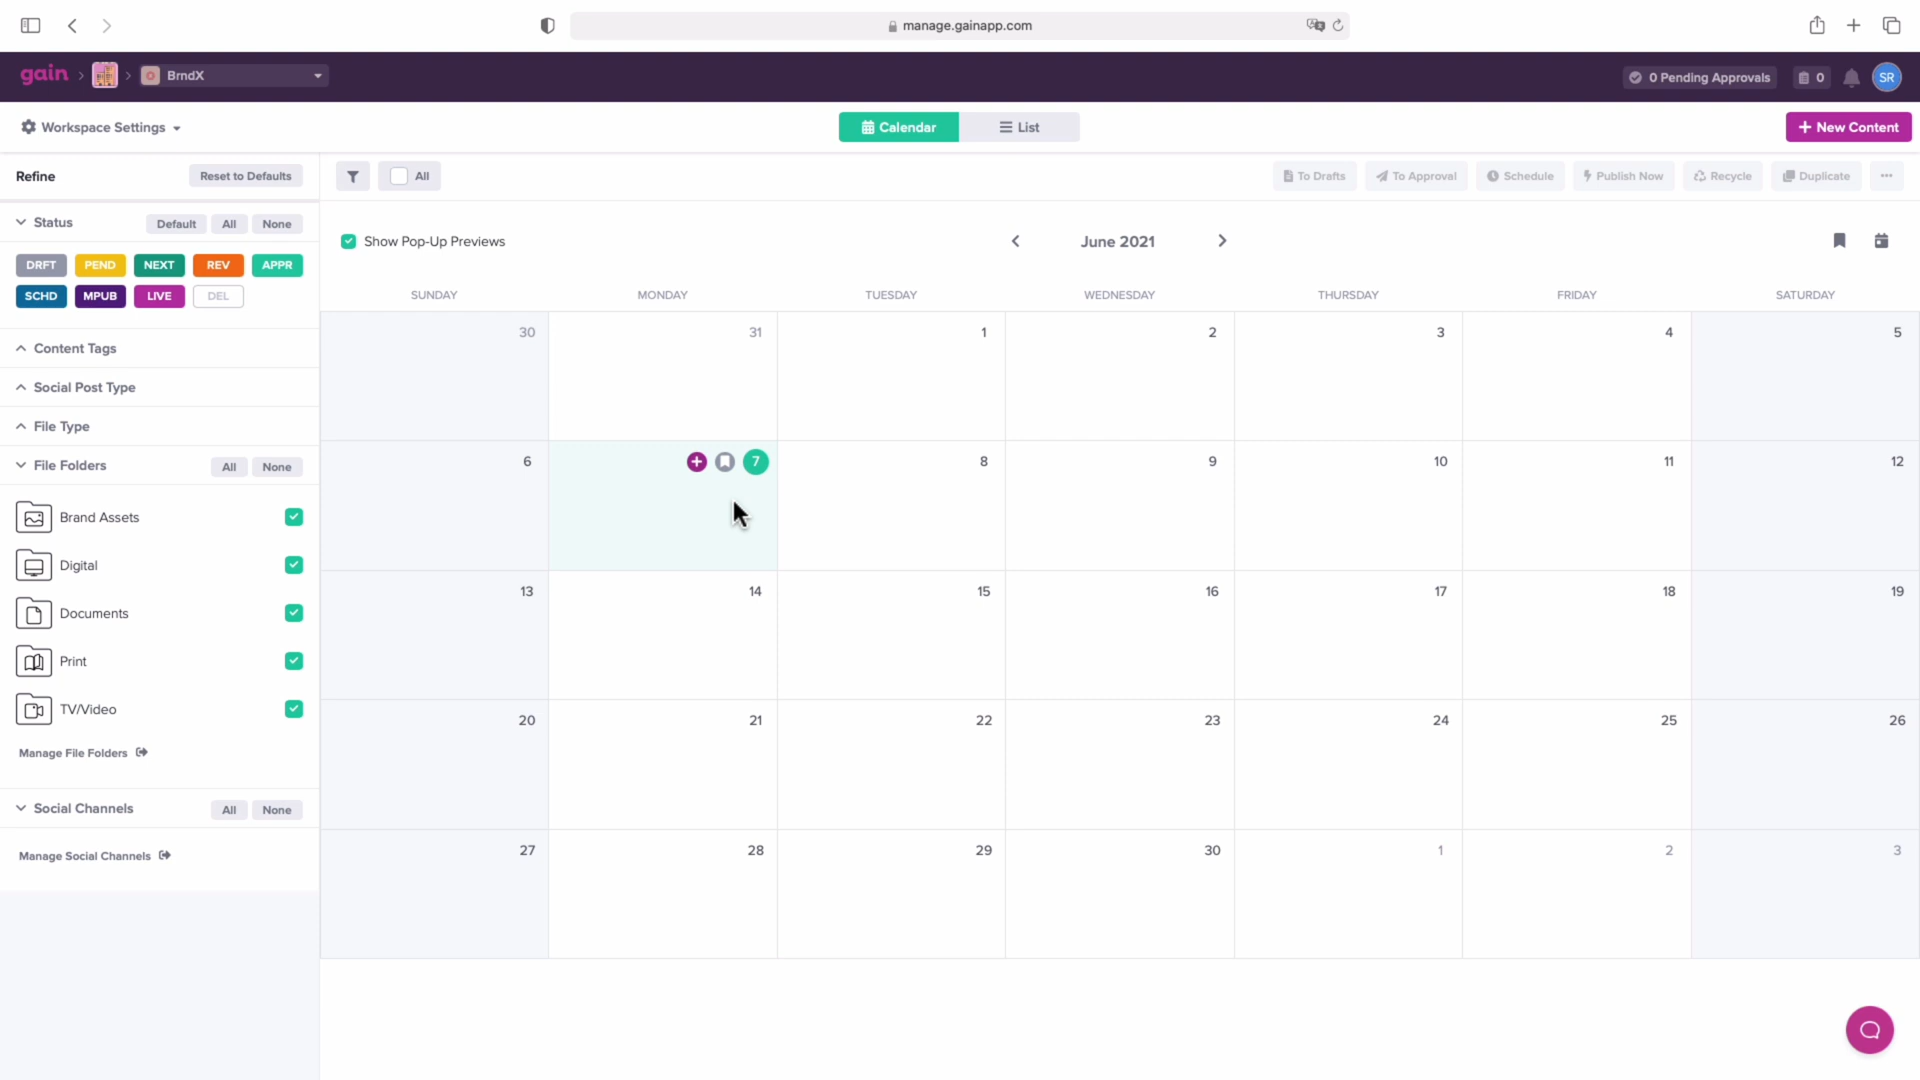 manage.gainapp.com
gain
BrndX
0 Pending Approvals
0
SR
Workspace Settings
Calendar
List
+ New Content
Refine
Reset to Defaults
All
To Drafts
To Approval
Schedule
Publish Now
Recycle
Duplicate
Status
Default
All
None
DRFT
PEND
NEXT
REV
APPR
SCHD
MPUB
LIVE
DEL
Content Tags
Social Post Type
File Type
File Folders
All
None
Brand Assets
Digital
Documents
Print
TV/Video
Manage File Folders
Social Channels
All
None
Manage Social Channels
Show Pop-Up Previews
June 2021
SUNDAY
MONDAY
TUESDAY
WEDNESDAY
THURSDAY
FRIDAY
SATURDAY
30
31
1
2
3
4
5
6
7
8
9
10
11
12
13
14
15
16
17
18
19
20
21
22
23
24
25
26
27
28
29
30
1
2
3